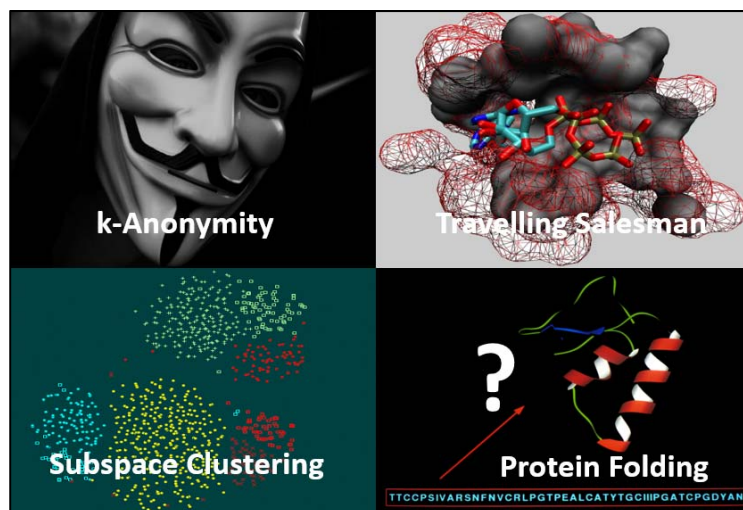 k-Anonymity
Travelling Salesman
Subspace Clustering
?
Protein Folding
TTCCPSIVARSNFNVCRLPGTPEALCATYTGCIIIPGATCPGDYAN